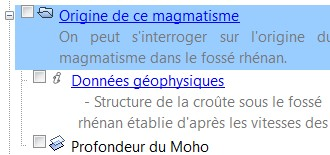 Origine de ce magmatisme
On peut s'interroger sur l'origine du
magmatisme dans le fossé rhénan.
Données géophysiques
- Structure de la croûte sous le fossé
rhénan établie d'après les vitesses des
Profondeur du Moho